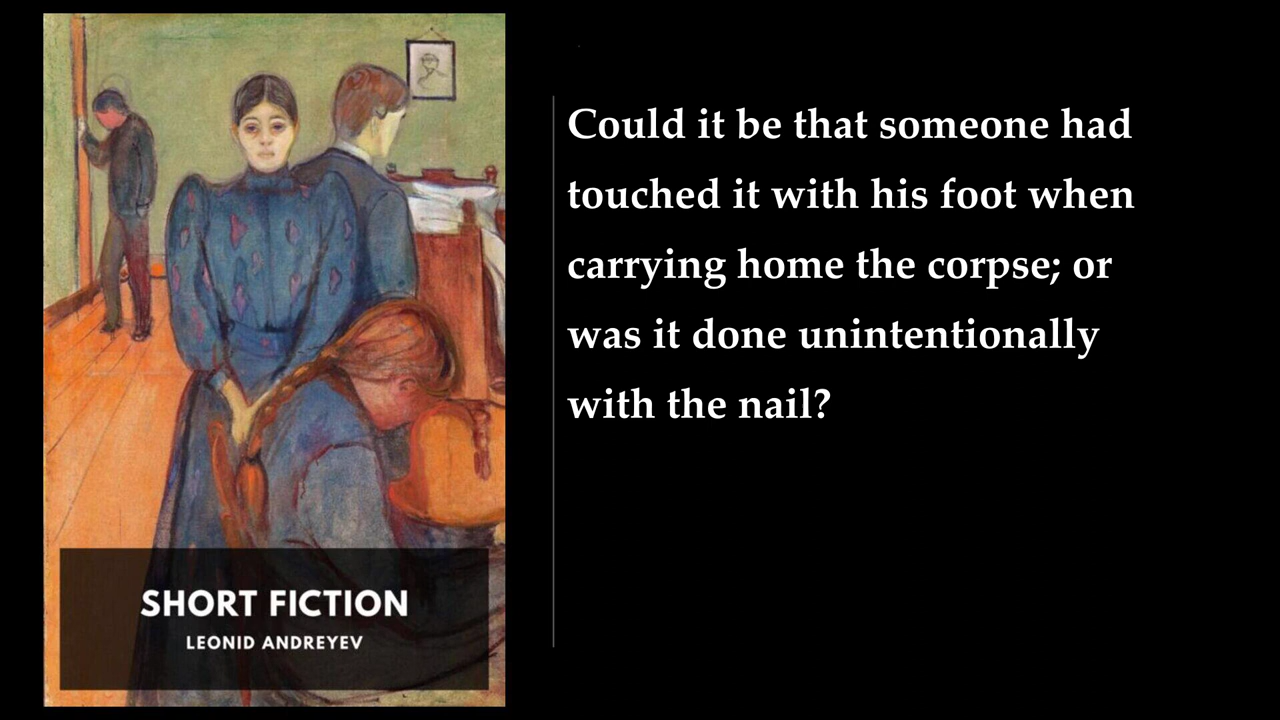 SHORT FICTION
LEONID ANDREYEV
Could it be that someone had
touched it with his foot when
carrying home the corpse; or
was it done unintentionally
with the nail?